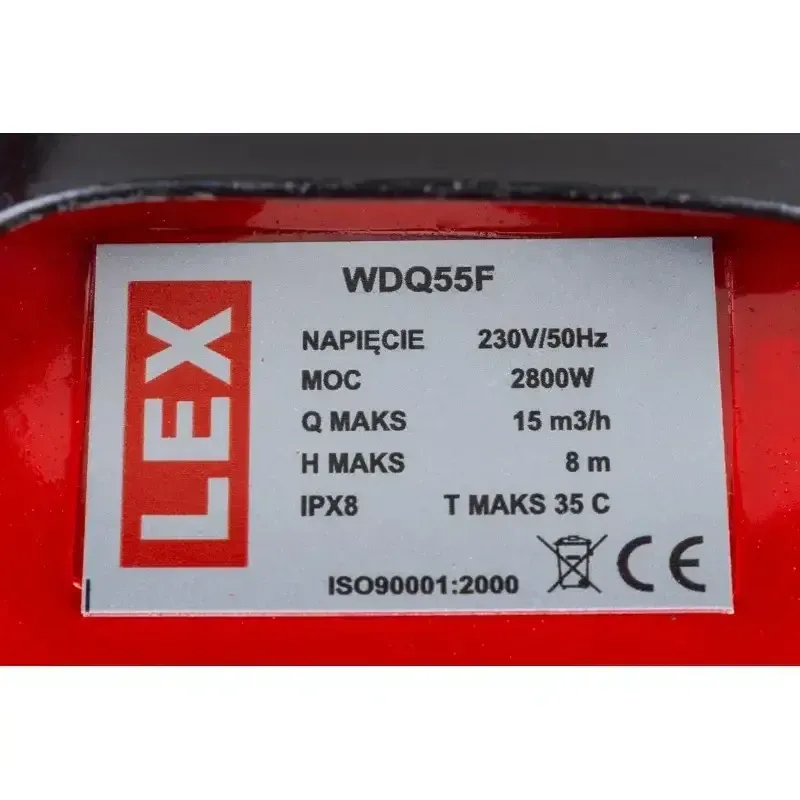 LEX
WDQ55F
NAPIĘCIE 230V/50Hz
MOC 2800W
Q MAKS 15 m3/h
H MAKS 8 m
IPX8 T MAKS 35 C
ISO90001:2000 CE